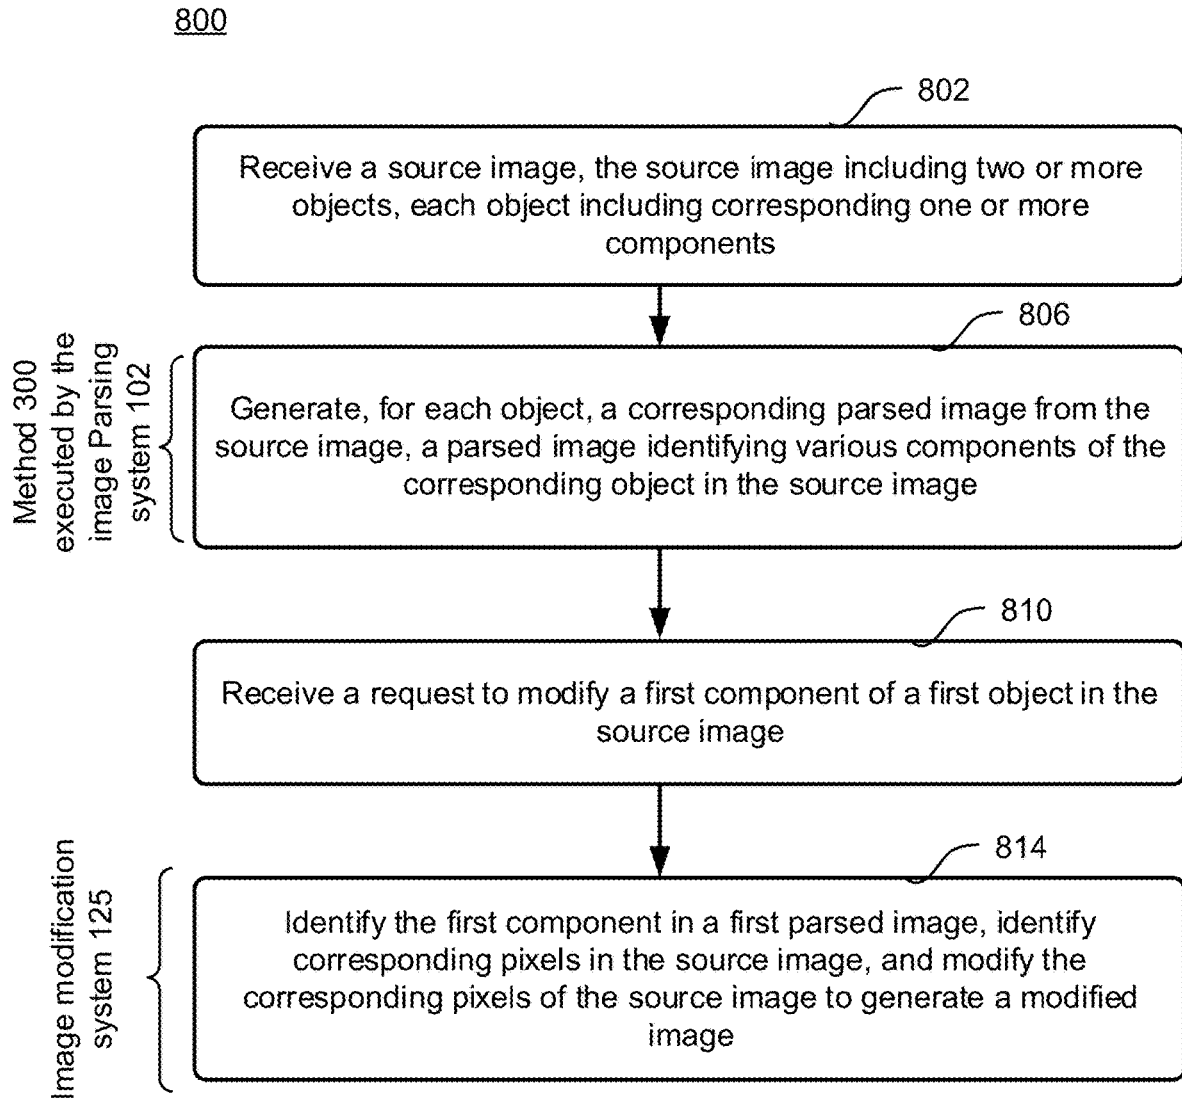 800
802
Receive a source image, the source image including two or more
objects, each object including corresponding one or more
components
806
Method 300
executed by the
image Parsing
system 102
Generate, for each object, a corresponding parsed image from the
source image, a parsed image identifying various components of the
corresponding object in the source image
810
Receive a request to modify a first component of a first object in the
source image
814
Image modification
system 125
Identify the first component in a first parsed image, identify
corresponding pixels in the source image, and modify the
corresponding pixels of the source image to generate a modified
image